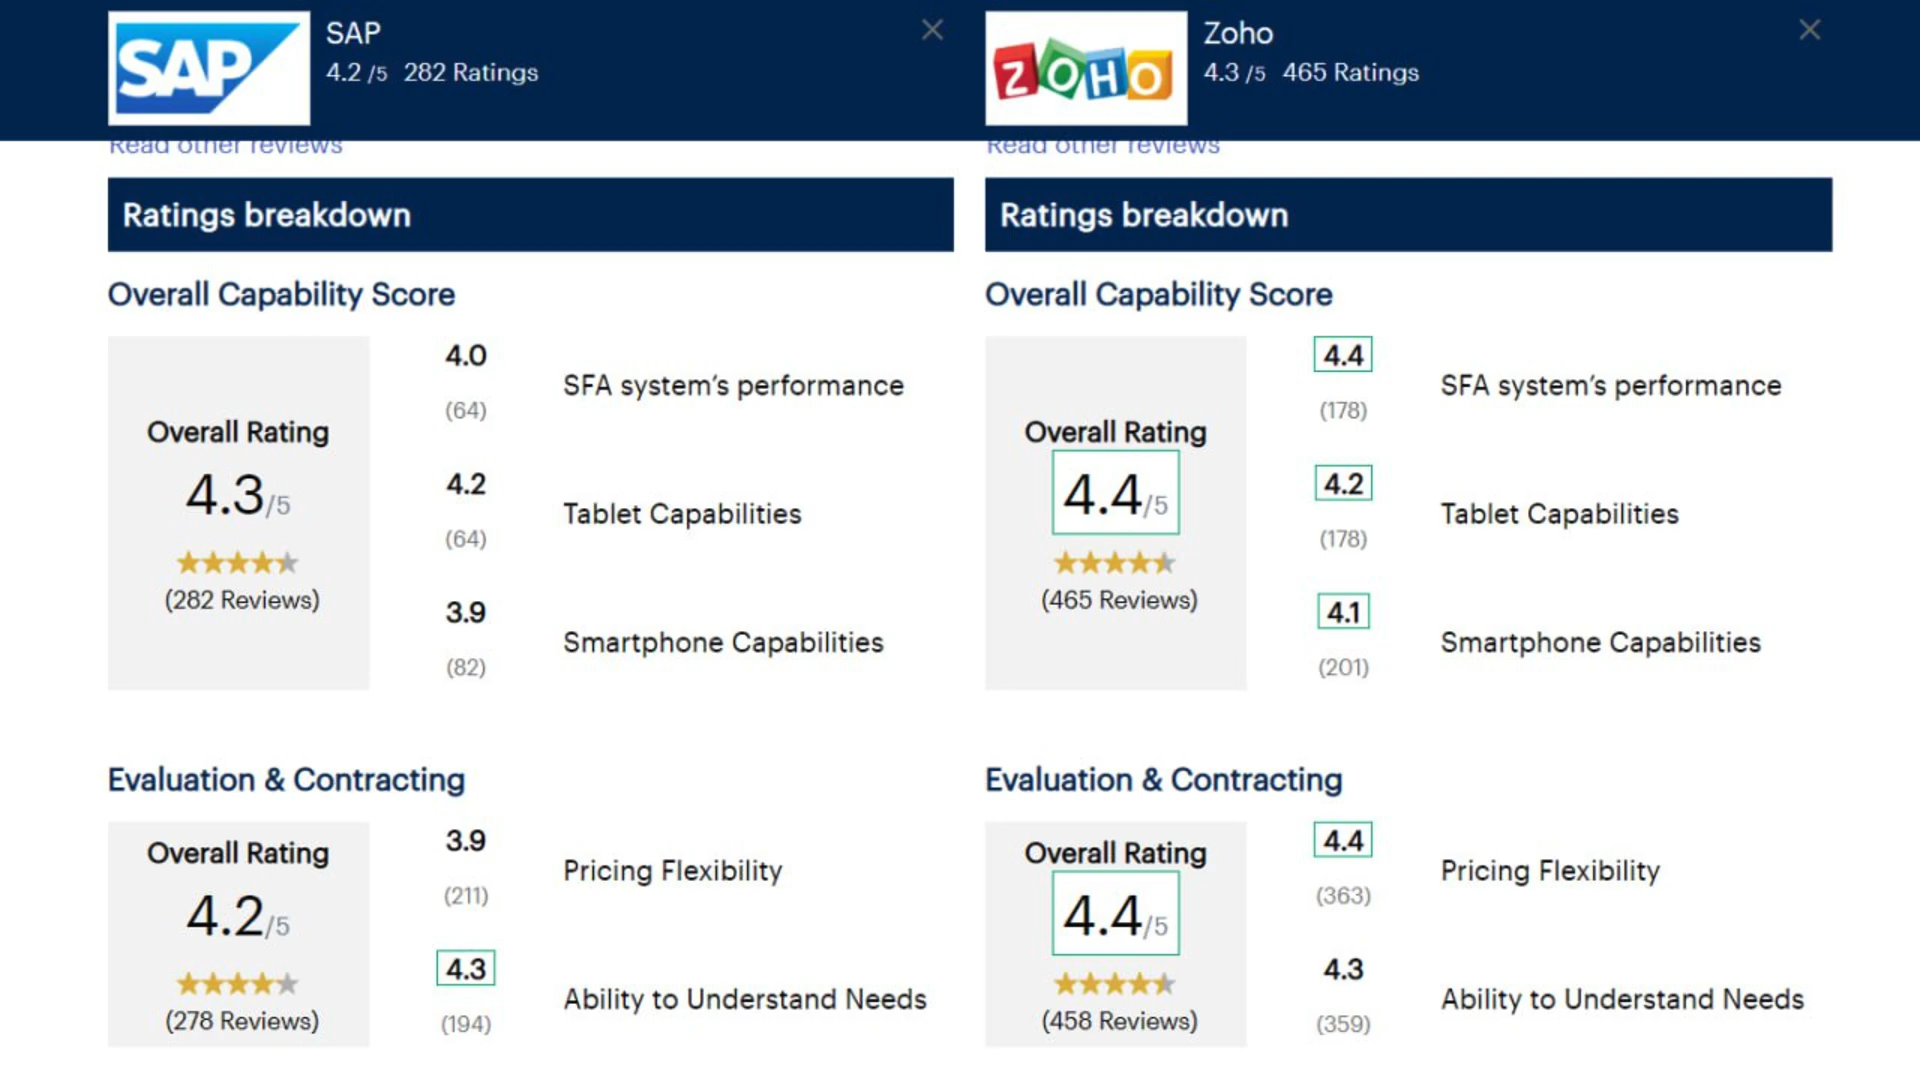 SAP
SAP
4.2 /5 282 Ratings
ZOHO
Zoho
4.3 /5 465 Ratings
Read other reviews
Read other reviews
Ratings breakdown
Ratings breakdown
Overall Capability Score
Overall Rating
4.3/5
(282 Reviews)
4.0
(64)
SFA system's performance
4.2
(64)
Tablet Capabilities
3.9
(82)
Smartphone Capabilities
Overall Capability Score
Overall Rating
4.4/5
(465 Reviews)
4.4
(178)
SFA system's performance
4.2
(178)
Tablet Capabilities
4.1
(201)
Smartphone Capabilities
Evaluation & Contracting
Overall Rating
4.2/5
(278 Reviews)
3.9
(211)
Pricing Flexibility
4.3
(194)
Ability to Understand Needs
Evaluation & Contracting
Overall Rating
4.4/5
(458 Reviews)
4.4
(363)
Pricing Flexibility
4.3
(359)
Ability to Understand Needs